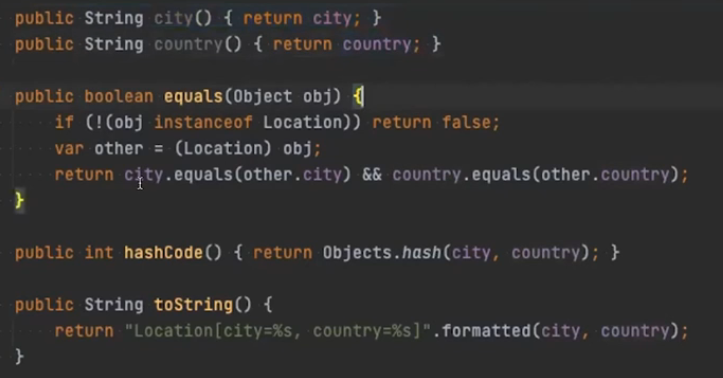 public String city() { return city; }
public String country() { return country; }
public boolean equals(Object obj) {
if (!(obj instanceof Location)) return false;
var other = (Location) obj;
return city.equals(other.city) && country.equals(other.country);
}
public int hashCode() { return Objects.hash(city, country); }
public String toString() {
return "Location[city=%s, country=%s]".formatted(city, country);
}